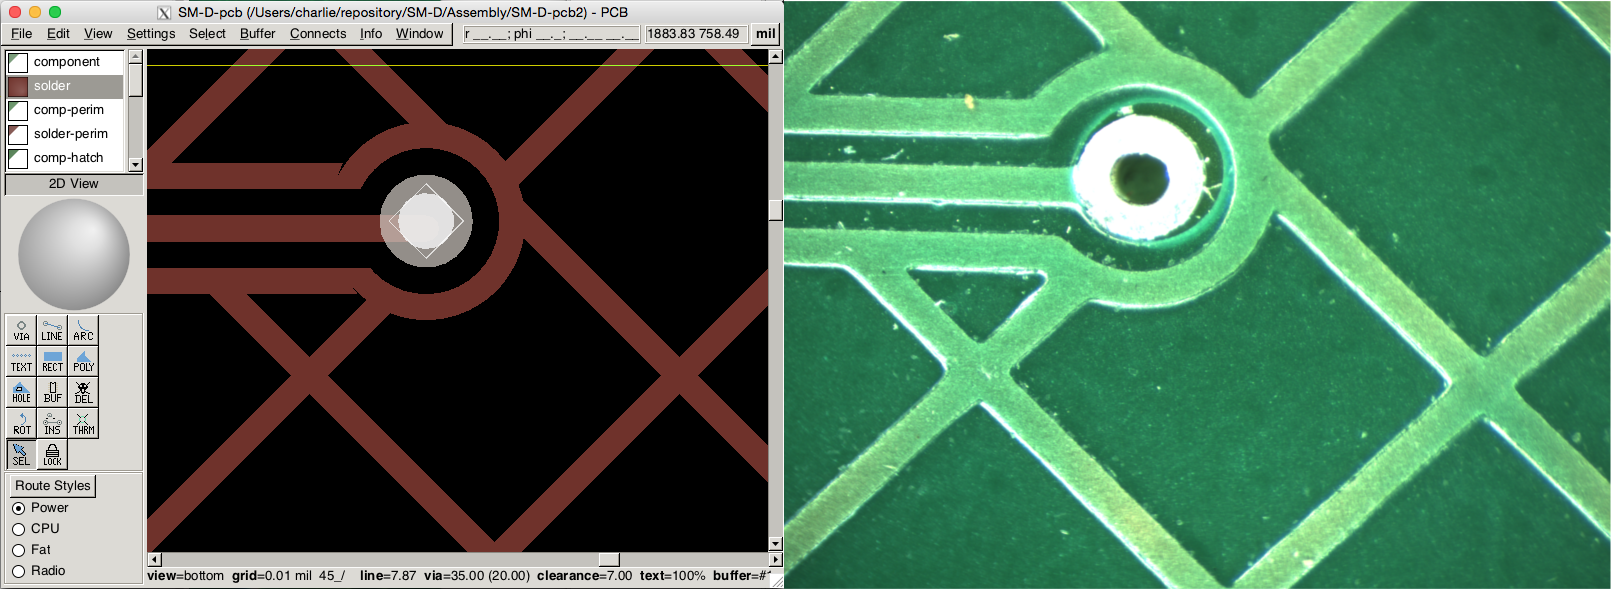 SM-D-pcb (/Users/charlie/repository/SM-D/Assembly/SM-D-pcb2) - PCB
File Edit View Settings Select Buffer Connects Info Window r __.__; phi __._; __.__ __.__ 1883.83 758.49 mil
component
solder
comp-perim
solder-perim
comp-hatch
2D View
VIA LINE ARC
TEXT RECT POLY
HOLE BUF DEL
ROT INS THRM
SEL LOCK
Route Styles
Power
CPU
Fat
Radio
view=bottom grid=0.01 mil 45_/ line=7.87 via=35.00 (20.00) clearance=7.00 text=100% buffer=#